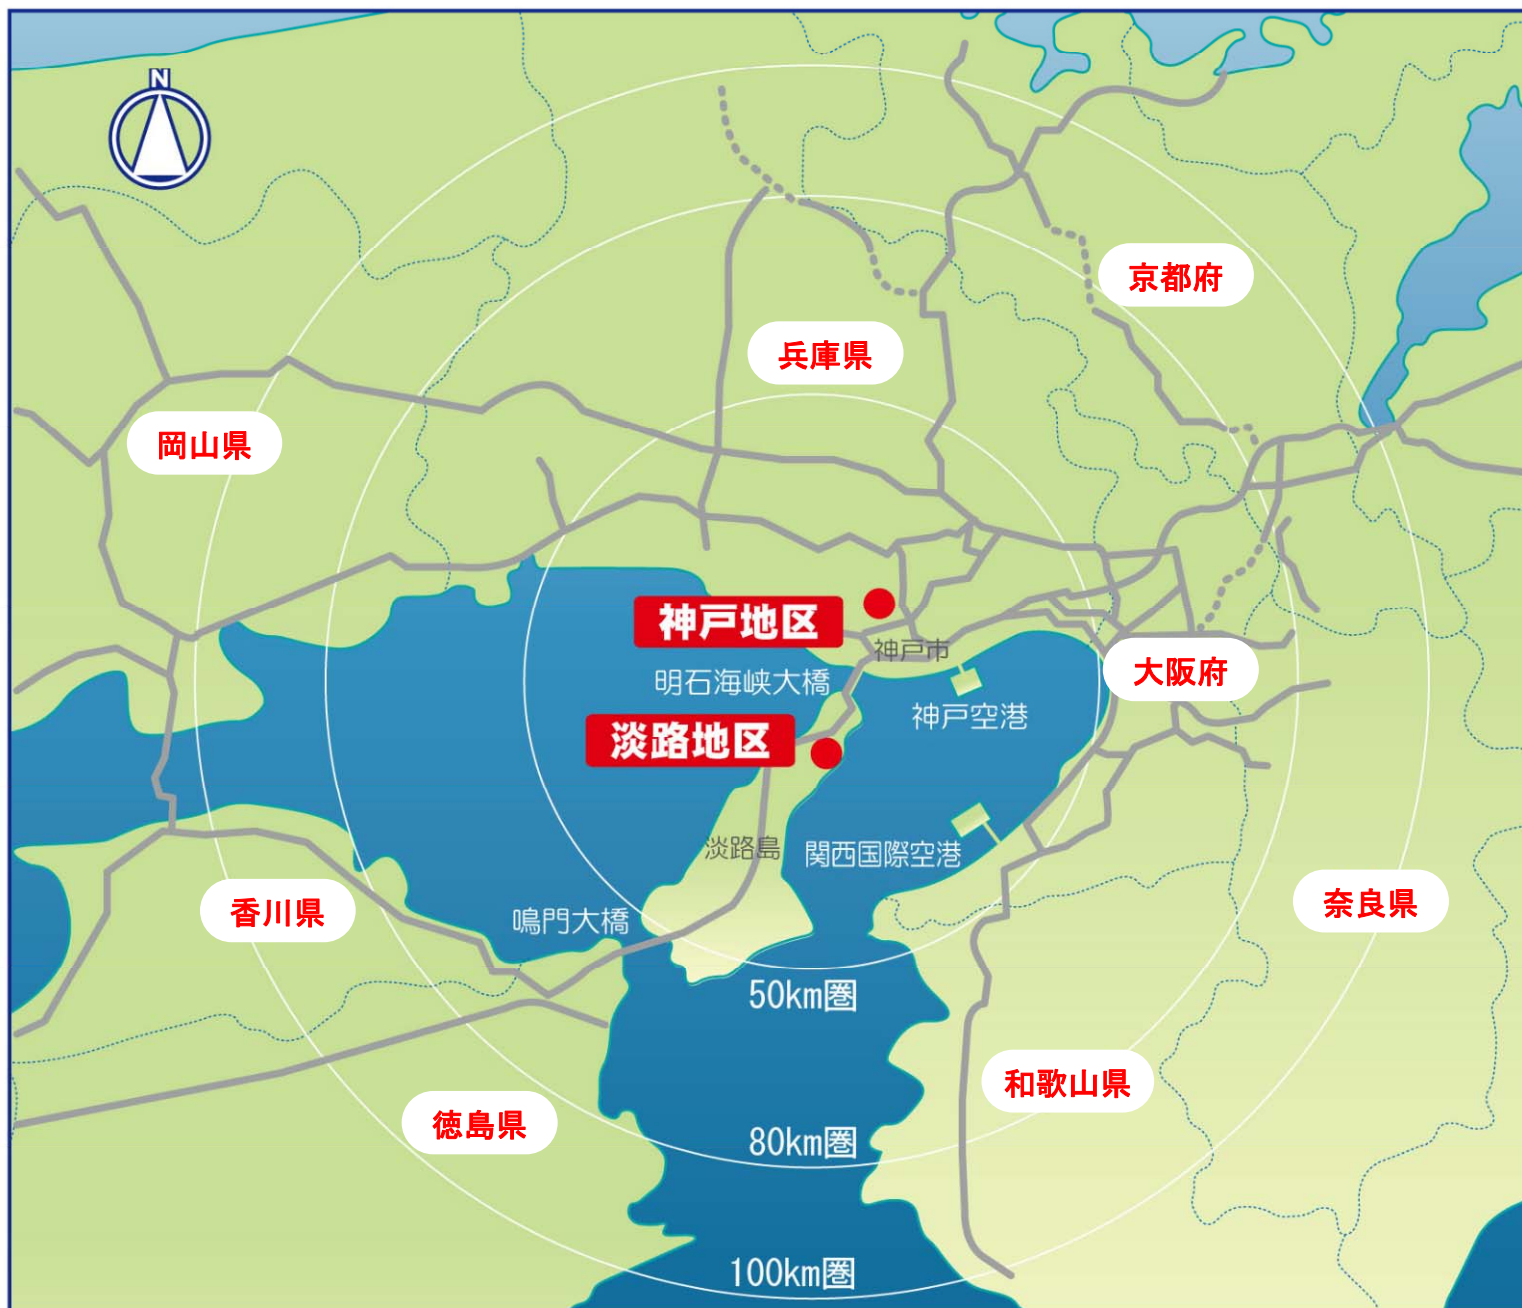 N
京都府
兵庫県
岡山県
神戸地区
神戸市
明石海峡大橋
大阪府
神戸空港
淡路地区
淡路島
関西国際空港
奈良県
香川県
鳴門大橋
50km圏
和歌山県
徳島県
80km圏
100km圏